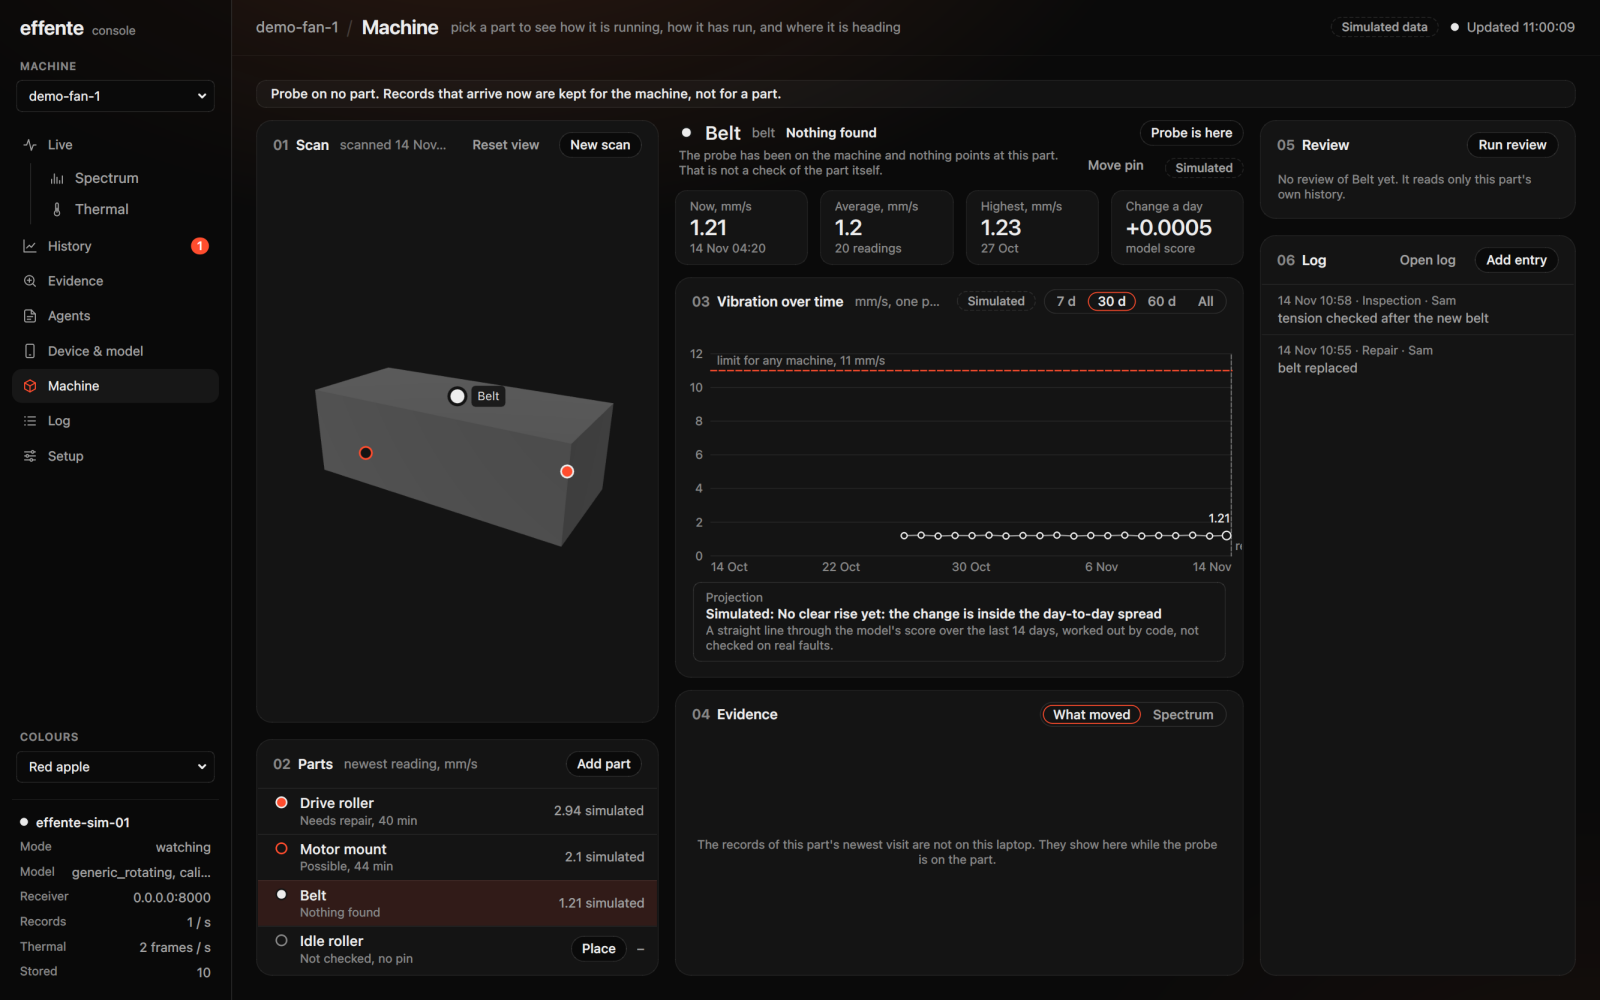 effente console
MACHINE
demo-fan-1
Live
Spectrum
Thermal
History 1
Evidence
Agents
Device & model
Machine
Log
Setup
COLOURS
Red apple
effente-sim-01
Mode watching
Model generic_rotating, cali...
Receiver 0.0.0.0:8000
Records 1 / s
Thermal 2 frames / s
Stored 10
demo-fan-1 / Machine pick a part to see how it is running, how it has run, and where it is heading
Simulated data Updated 11:00:09
Probe on no part. Records that arrive now are kept for the machine, not for a part.
01 Scan scanned 14 Nov... Reset view New scan
Belt
02 Parts newest reading, mm/s Add part
Drive roller
Needs repair, 40 min
2.94 simulated
Motor mount
Possible, 44 min
2.1 simulated
Belt
Nothing found
1.21 simulated
Idle roller
Not checked, no pin
Place –
Belt belt Nothing found Probe is here
The probe has been on the machine and nothing points at this part.
That is not a check of the part itself.
Move pin Simulated
Now, mm/s
1.21
14 Nov 04:20
Average, mm/s
1.2
20 readings
Highest, mm/s
1.23
27 Oct
Change a day
+0.0005
model score
03 Vibration over time mm/s, one p... Simulated 7 d 30 d 60 d All
12
limit for any machine, 11 mm/s
10
8
6
4
2
1.21
0
14 Oct 22 Oct 30 Oct 6 Nov 14 Nov
Projection
Simulated: No clear rise yet: the change is inside the day-to-day spread
A straight line through the model's score over the last 14 days, worked out by code, not
checked on real faults.
04 Evidence What moved Spectrum
The records of this part's newest visit are not on this laptop. They show here while the probe
is on the part.
05 Review Run review
No review of Belt yet. It reads only this part's
own history.
06 Log Open log Add entry
14 Nov 10:58 · Inspection · Sam
tension checked after the new belt
14 Nov 10:55 · Repair · Sam
belt replaced